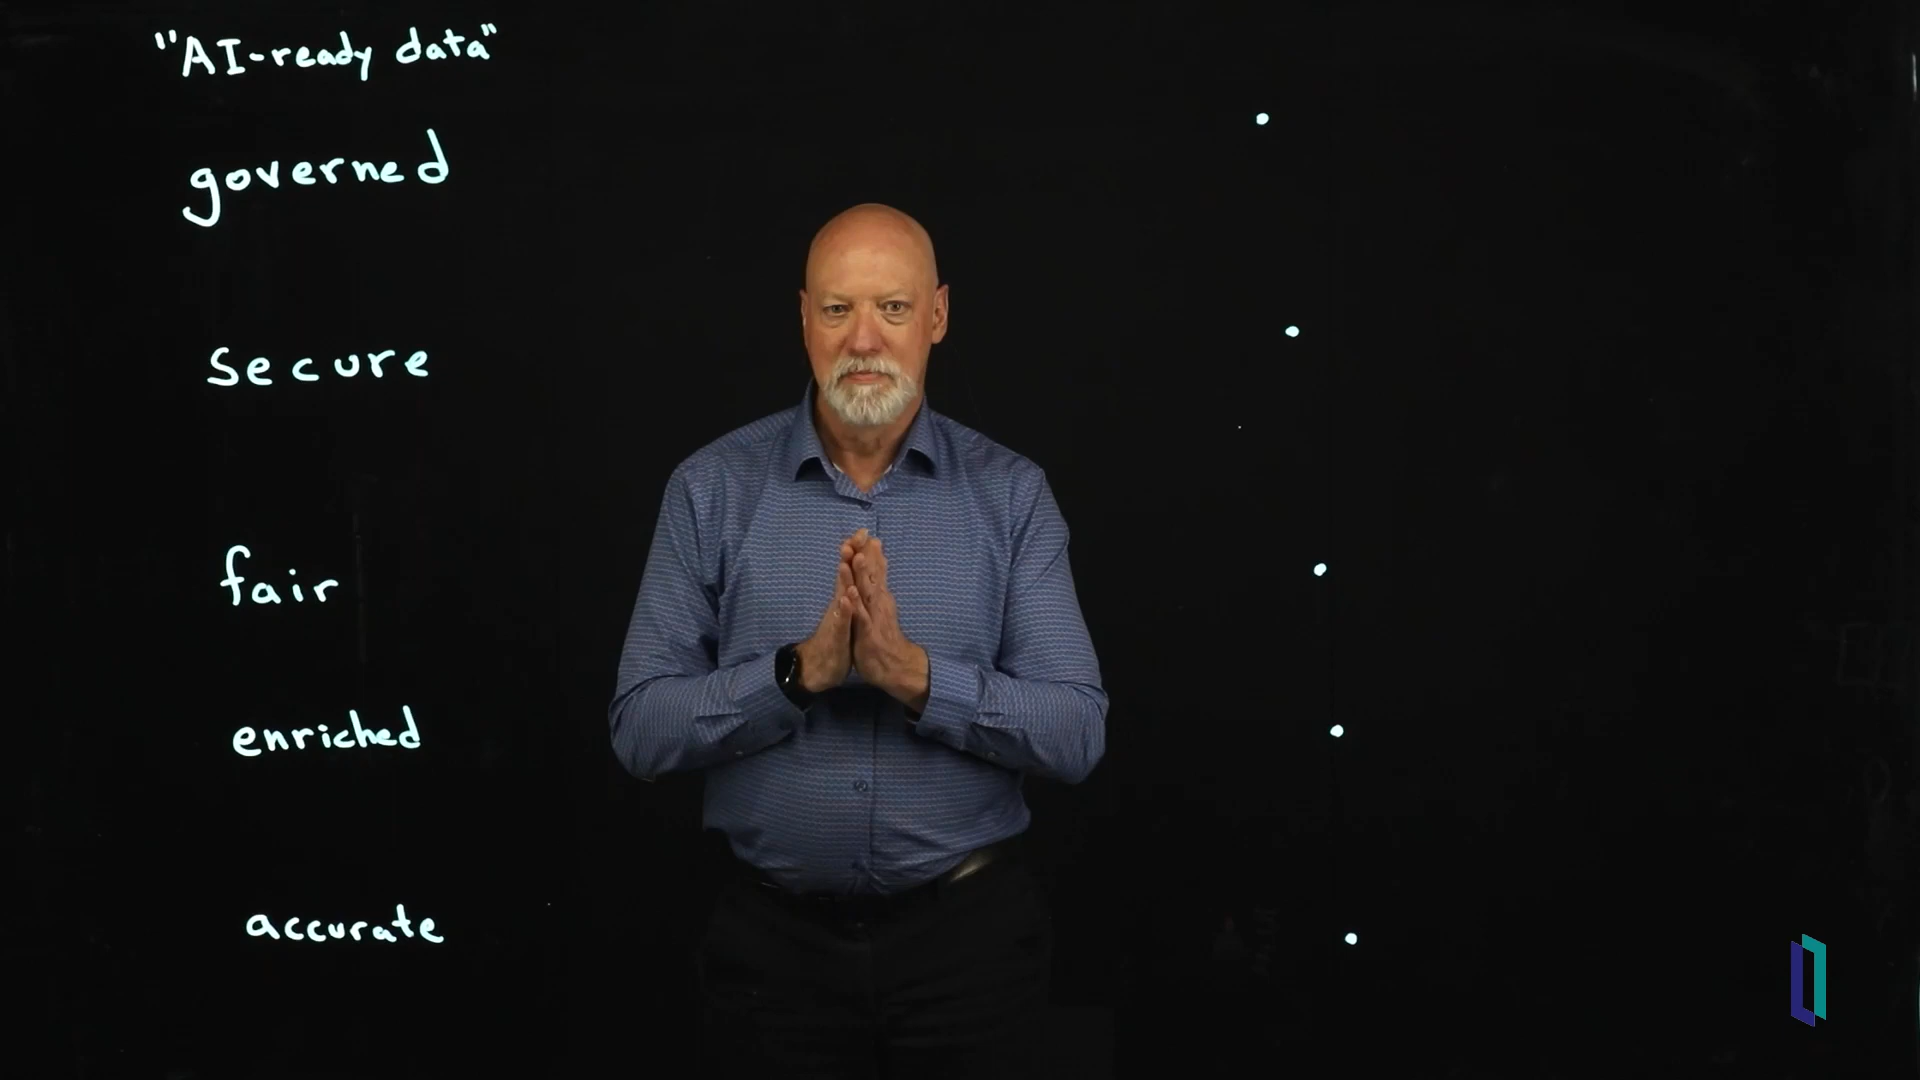 "AI-ready data"
governed
secure
fair
enriched
accurate